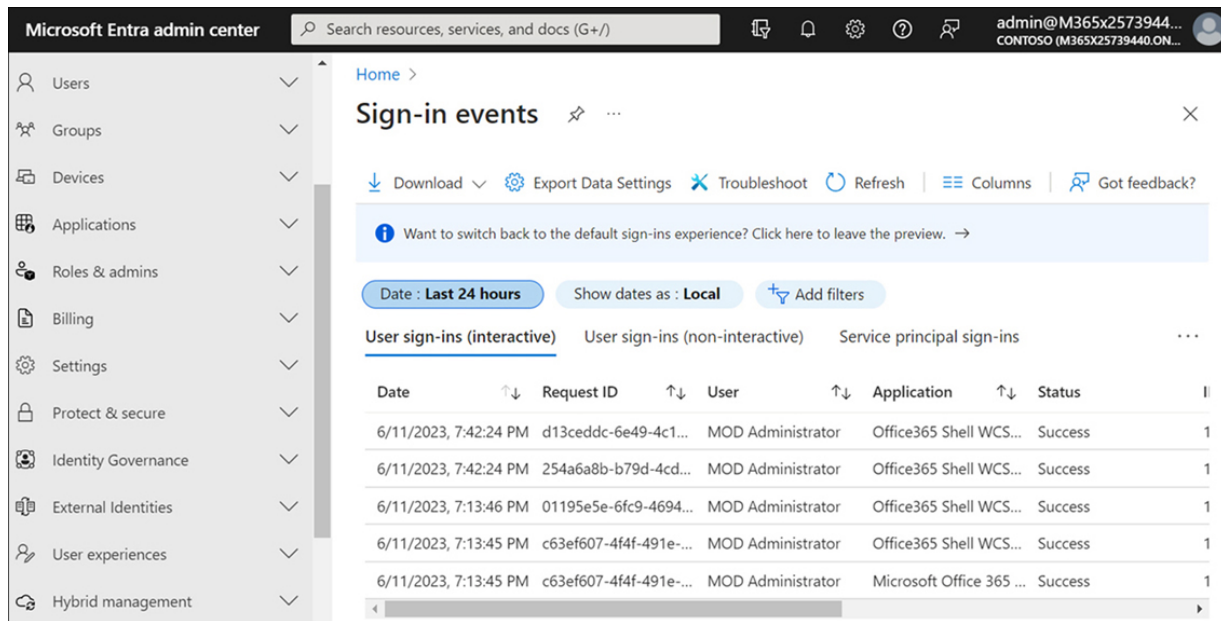 Microsoft Entra admin center
Search resources, services, and docs (G+/)
admin@M365x2573944...
CONTOSO (M365X25739440.ON...
Users
Groups
Devices
Applications
Roles & admins
Billing
Settings
Protect & secure
Identity Governance
External Identities
User experiences
Hybrid management
Home >
Sign-in events ...
Download
Export Data Settings
Troubleshoot
Refresh
Columns
Got feedback?
Want to switch back to the default sign-ins experience? Click here to leave the preview. →
Date : Last 24 hours
Show dates as : Local
Add filters
User sign-ins (interactive) User sign-ins (non-interactive) Service principal sign-ins ...
Date Request ID User Application Status
6/11/2023, 7:42:24 PM d13ceddc-6e49-4c1... MOD Administrator Office365 Shell WCS... Success 1
6/11/2023, 7:42:24 PM 254a6a8b-b79d-4cd... MOD Administrator Office365 Shell WCS... Success 1
6/11/2023, 7:13:46 PM 01195e5e-6fc9-4694... MOD Administrator Office365 Shell WCS... Success 1
6/11/2023, 7:13:45 PM c63ef607-4f4f-491e-... MOD Administrator Office365 Shell WCS... Success 1
6/11/2023, 7:13:45 PM c63ef607-4f4f-491e-... MOD Administrator Microsoft Office 365 ... Success 1